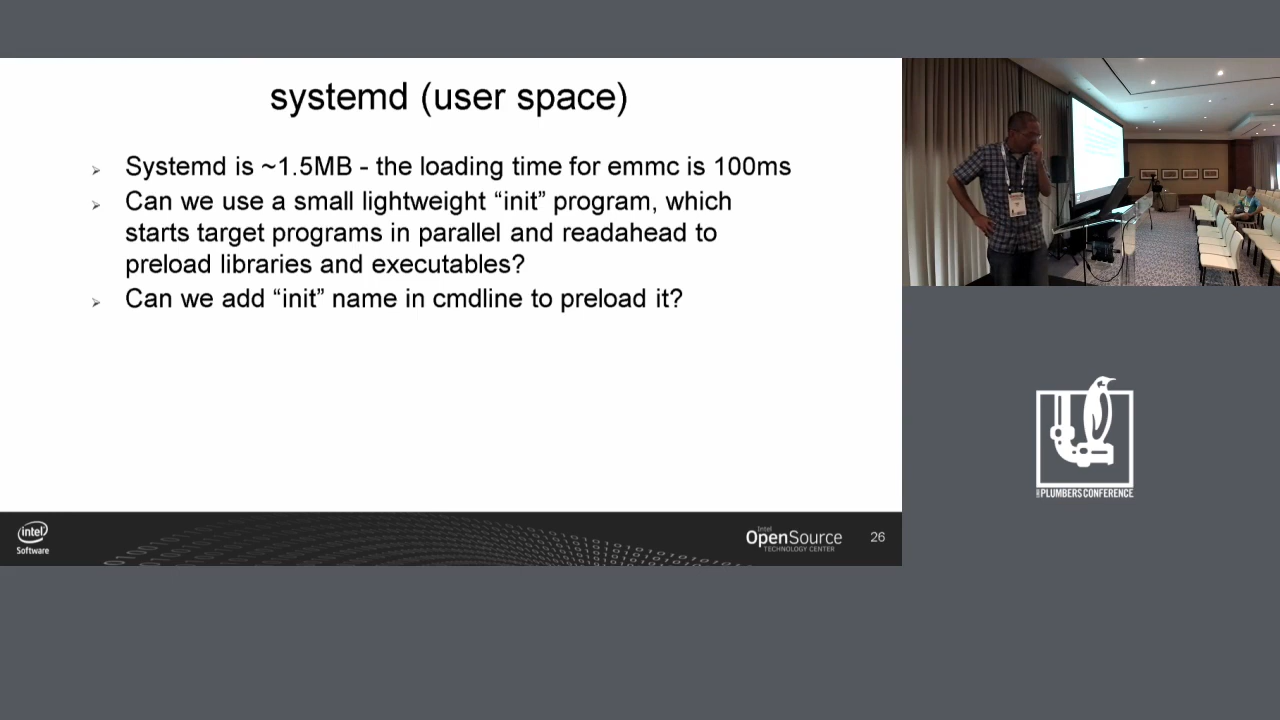 systemd (user space)
Systemd is ~1.5MB - the loading time for emmc is 100ms
Can we use a small lightweight “init” program, which
starts target programs in parallel and readahead to
preload libraries and executables?
Can we add “init” name in cmdline to preload it?
intel
Software
Intel
OpenSource
TECHNOLOGY CENTER
26
PLUMBERS CONFERENCE